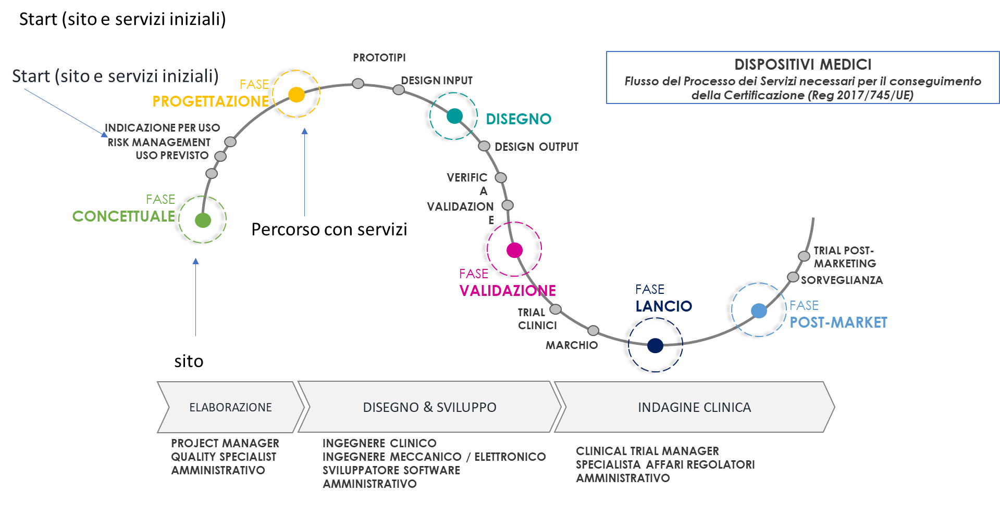 Start (sito e servizi iniziali)
DISPOSITIVI MEDICI
Flusso del Processo dei Servizi necessari per il conseguimento
della Certificazione (Reg 2017/745/UE)
Start (sito e servizi iniziali)
PROTOTIPI
DESIGN INPUT
FASE
PROGETTAZIONE
DISEGNO
INDICAZIONE PER USO
RISK MANAGEMENT
USO PREVISTO
DESIGN OUTPUT
VERIFIC
A
VALIDAZION
E
FASE
CONCETTUALE
Percorso con servizi
FASE
VALIDAZIONE
TRIAL
CLINICI
MARCHIO
FASE
LANCIO
TRIAL POST-
MARKETING
SORVEGLIANZA
FASE
POST-MARKET
sito
ELABORAZIONE
DISEGNO & SVILUPPO
INDAGINE CLINICA
PROJECT MANAGER
QUALITY SPECIALIST
AMMINISTRATIVO
INGEGNERE CLINICO
INGEGNERE MECCANICO / ELETTRONICO
SVILUPPATORE SOFTWARE
AMMINISTRATIVO
CLINICAL TRIAL MANAGER
SPECIALISTA AFFARI REGOLATORI
AMMINISTRATIVO